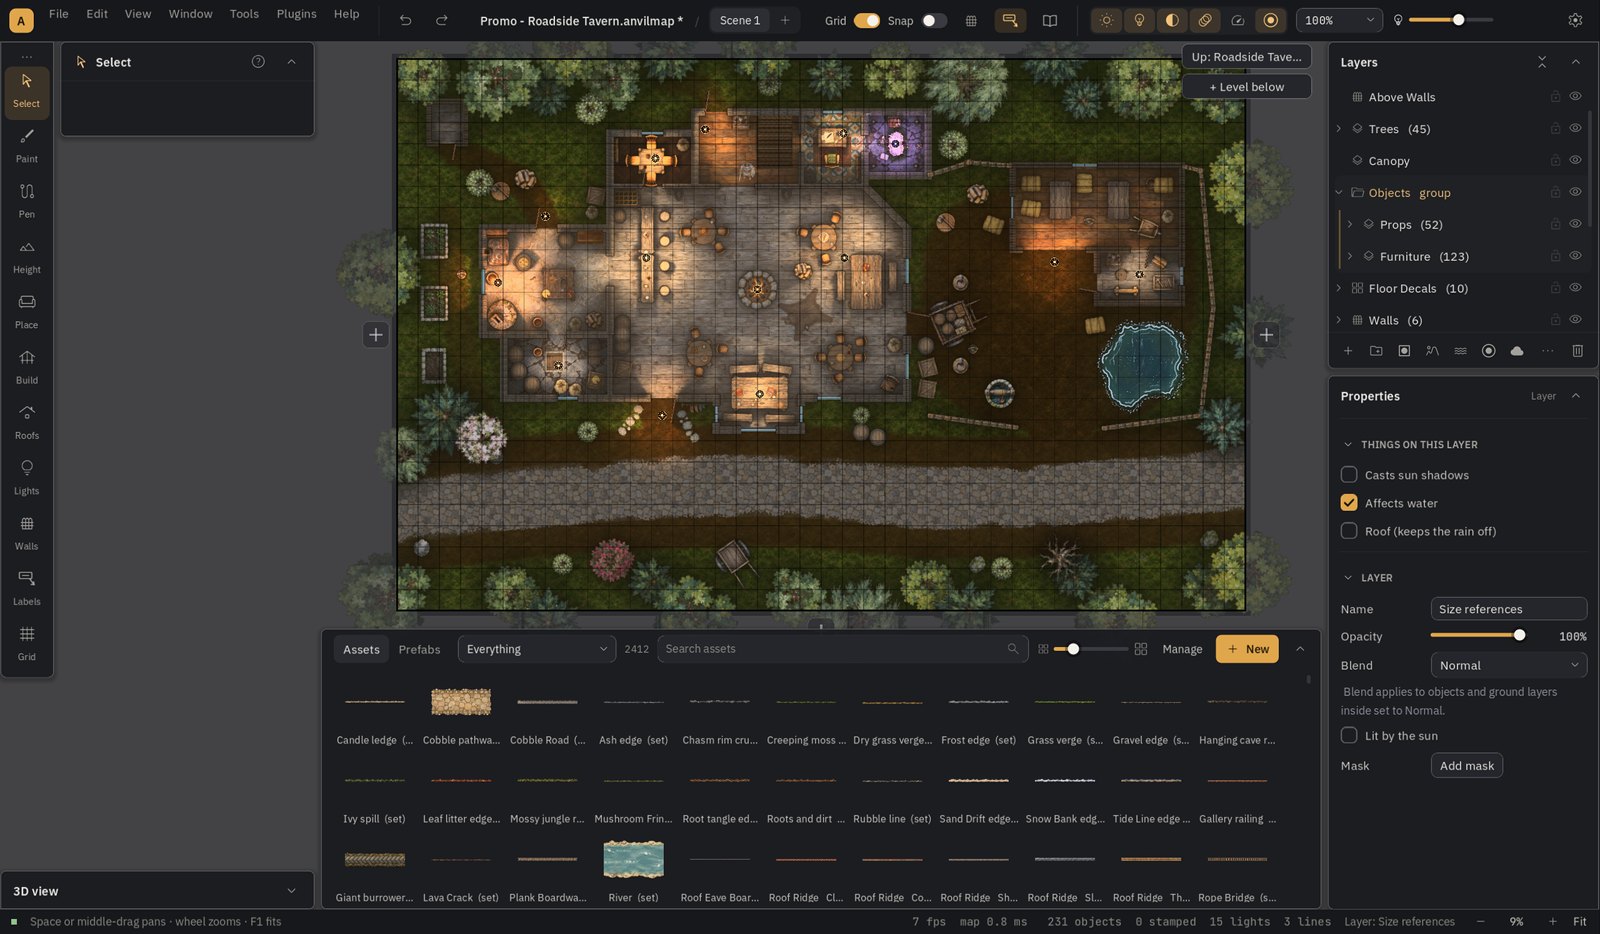 A File Edit View Window Tools Plugins Help Promo - Roadside Tavern.anvilmap * / Scene 1 + Grid Snap 100%
Select
Select
Paint
Pen
Height
Place
Build
Roofs
Lights
Walls
Labels
Grid
Up: Roadside Tave...
+ Level below
Layers
Above Walls
Trees (45)
Canopy
Objects group
Props (52)
Furniture (123)
Floor Decals (10)
Walls (6)
Properties Layer
THINGS ON THIS LAYER
Casts sun shadows
Affects water
Roof (keeps the rain off)
LAYER
Name Size references
Opacity 100%
Blend Normal
Blend applies to objects and ground layers
inside set to Normal.
Lit by the sun
Mask Add mask
Assets Prefabs Everything 2412 Search assets Manage + New
Candle ledge (... Cobble pathwa... Cobble Road (... Ash edge (set) Chasm rim cru... Creeping moss ... Dry grass verge... Frost edge (set) Grass verge (s... Gravel edge (s... Hanging cave r...
Ivy spill (set) Leaf litter edge... Mossy jungle r... Mushroom Frin... Root tangle ed... Roots and dirt ... Rubble line (set) Sand Drift edge... Snow Bank edg... Tide Line edge ... Gallery railing ...
Giant burrower... Lava Crack (set) Plank Boardwa... River (set) Roof Eave Boar... Roof Ridge Cl... Roof Ridge Co... Roof Ridge Sh... Roof Ridge Sl... Roof Ridge Th... Rope Bridge (s...
3D view
Space or middle-drag pans · wheel zooms · F1 fits 7 fps map 0.8 ms 231 objects 0 stamped 15 lights 3 lines Layer: Size references − 9% + Fit